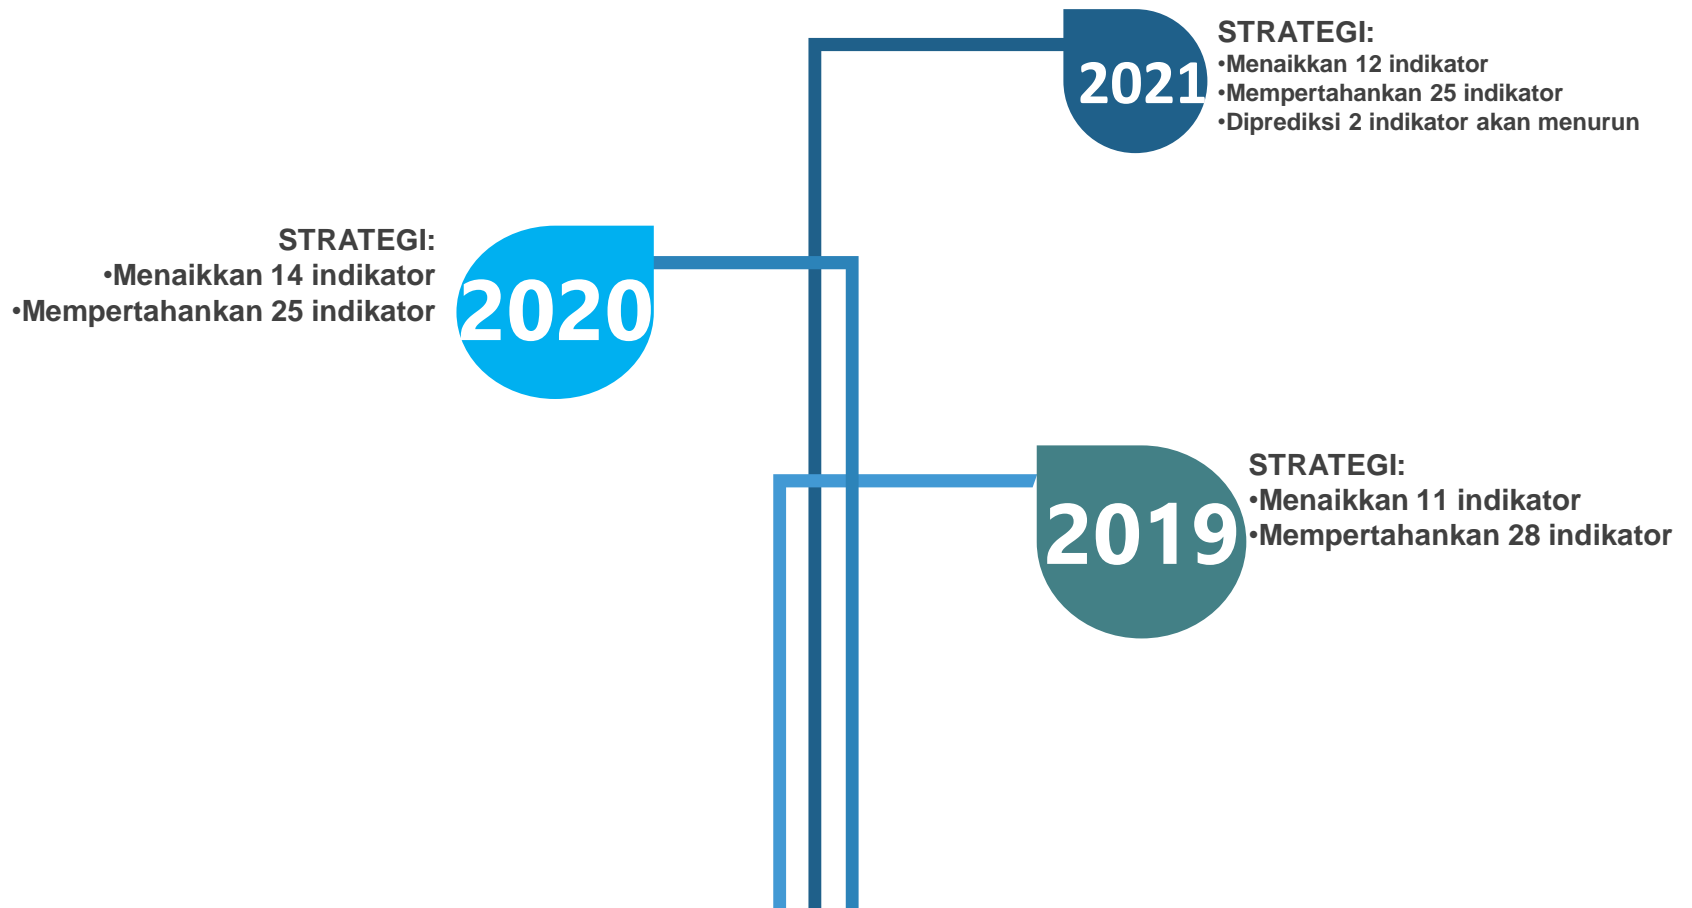 2021
STRATEGI:
•Menaikkan 12 indikator
•Mempertahankan 25 indikator
•Diprediksi 2 indikator akan menurun
STRATEGI:
•Menaikkan 14 indikator
•Mempertahankan 25 indikator
2020
2019
STRATEGI:
•Menaikkan 11 indikator
•Mempertahankan 28 indikator